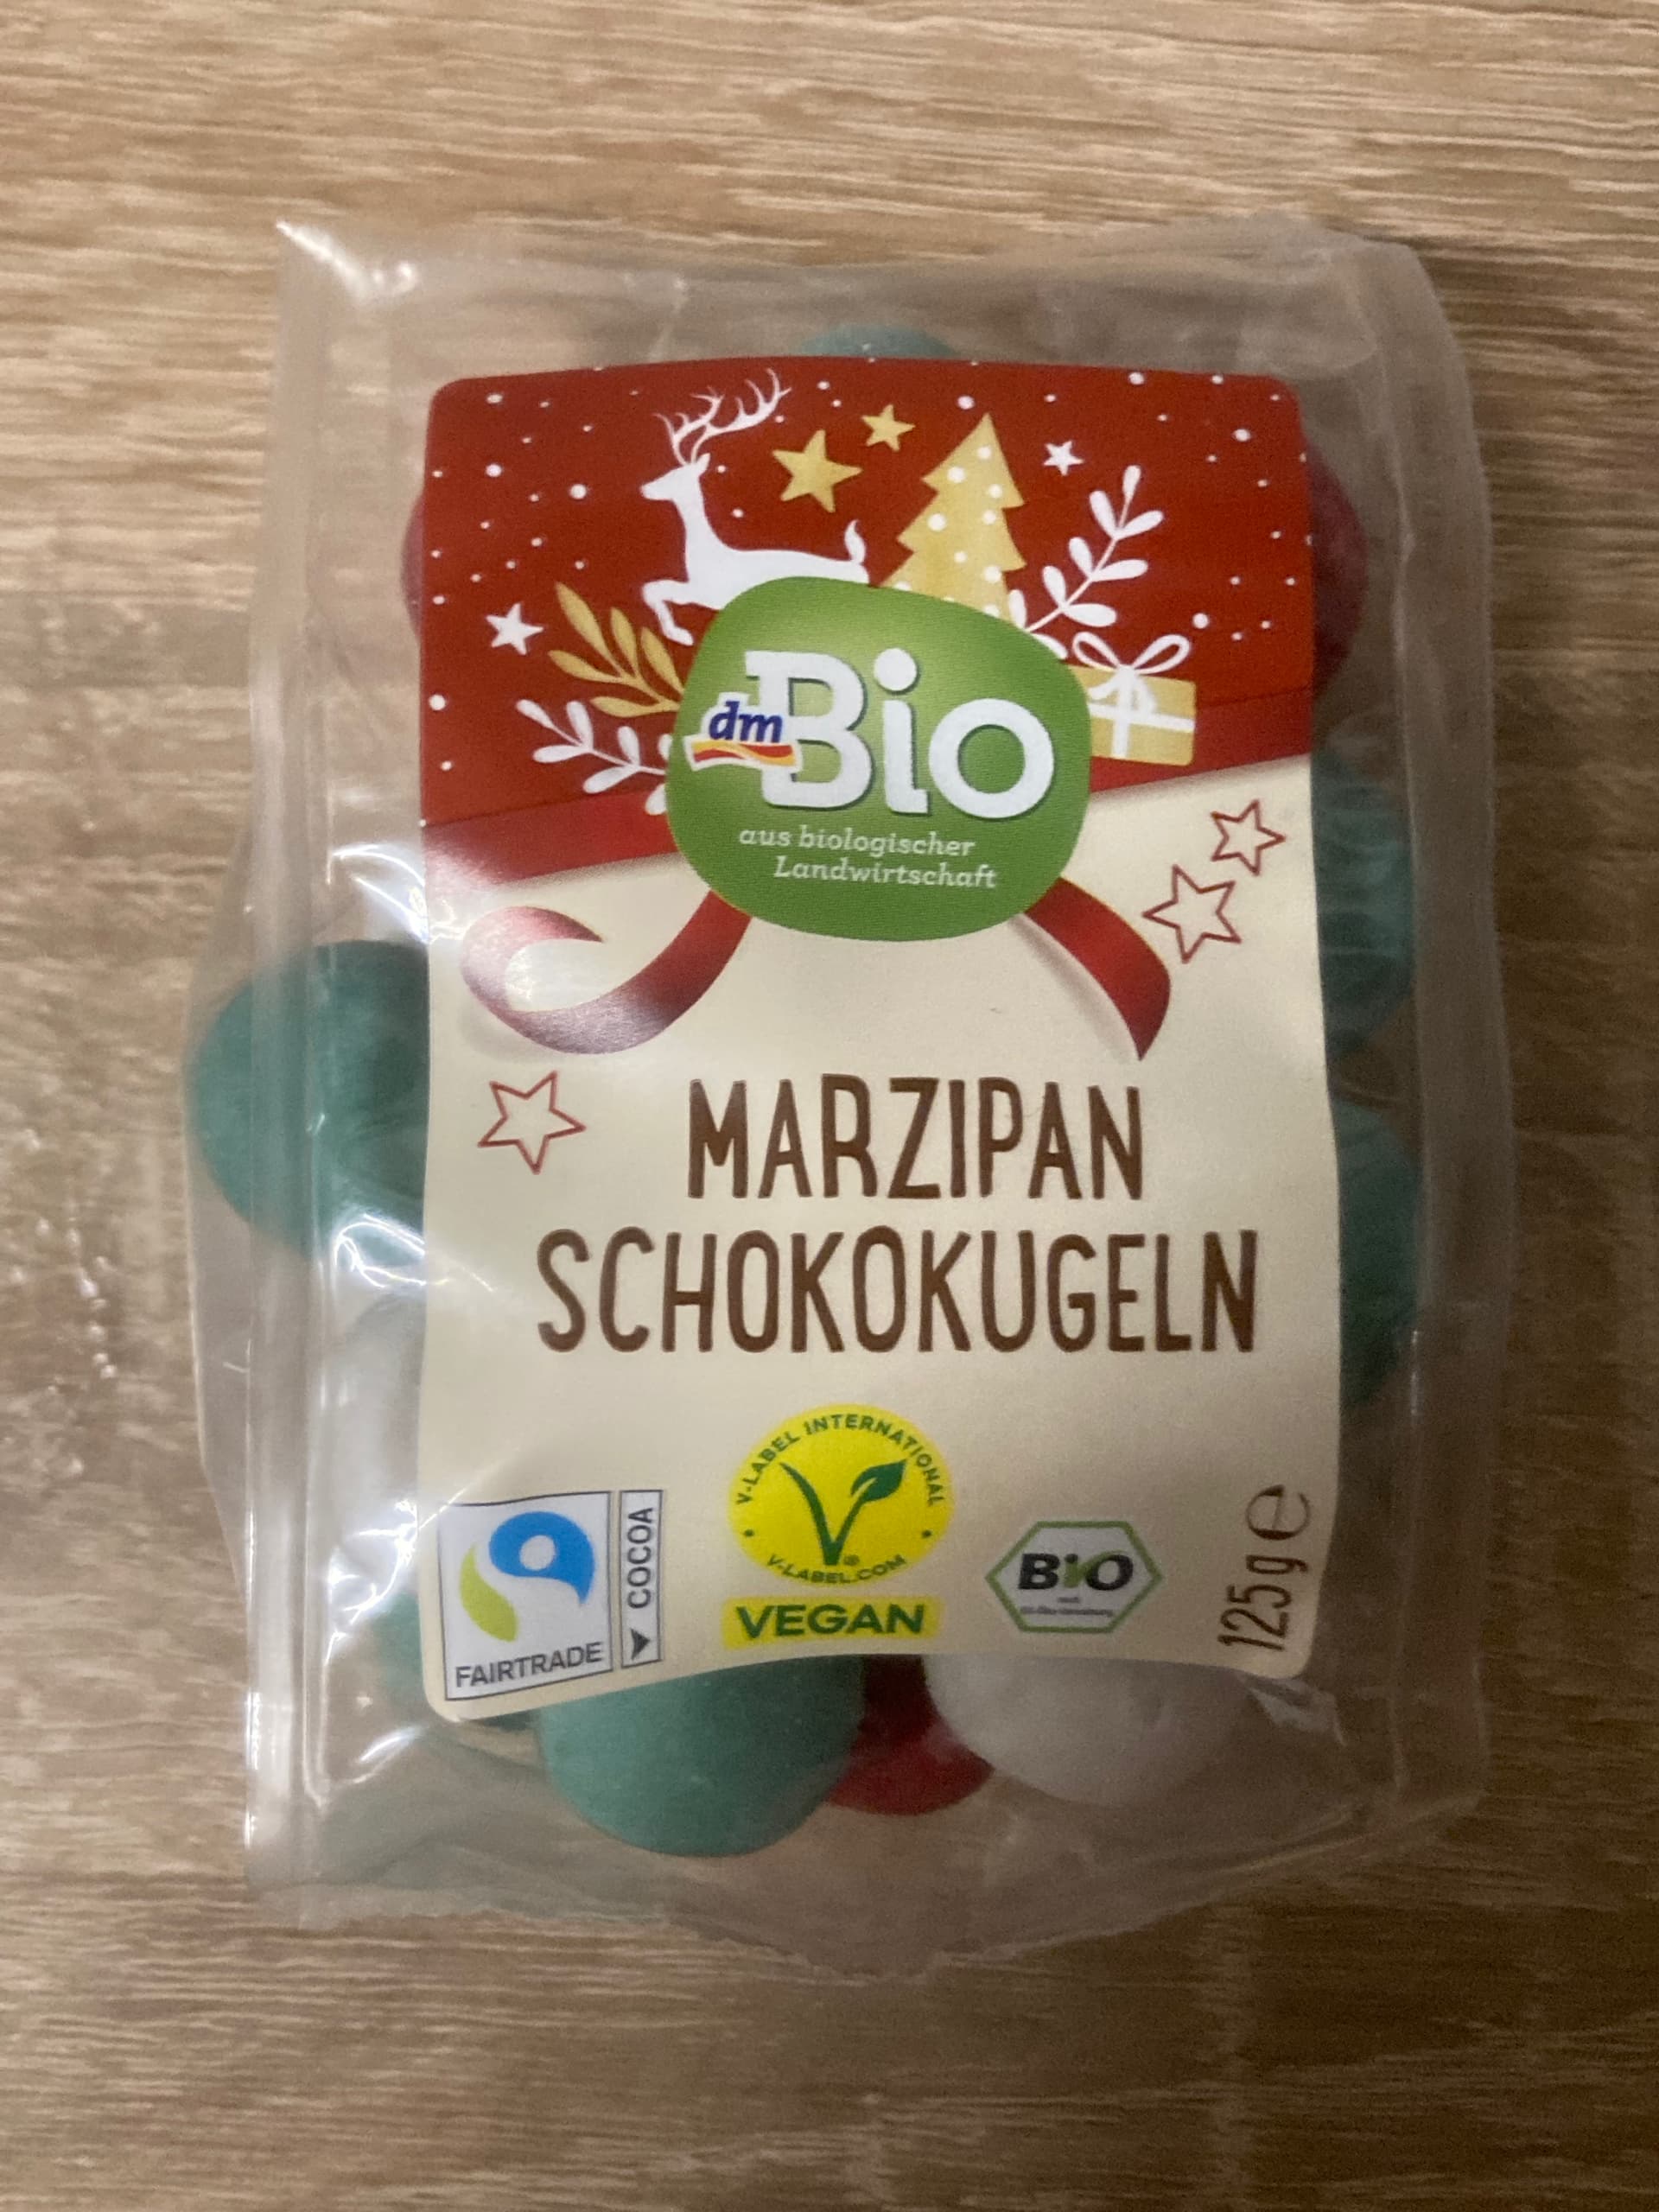 dm
Bio
aus biologischer
Landwirtschaft
MARZIPAN
SCHOKOKUGELN
FAIRTRADE
COCOA
V-LABEL INTERNATIONAL
V-LABEL.COM
®
VEGAN
BIO
125g e